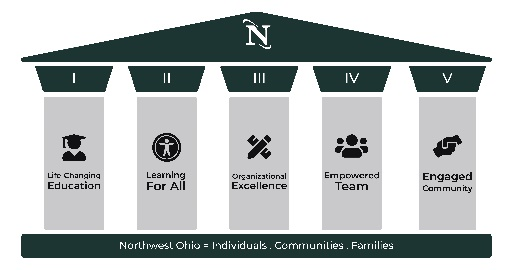 N
I II III IV V
Life Changing
Education
Learning
For All
Organizational
Excellence
Empowered
Team
Engaged
Community
Northwest Ohio = Individuals . Communities . Families